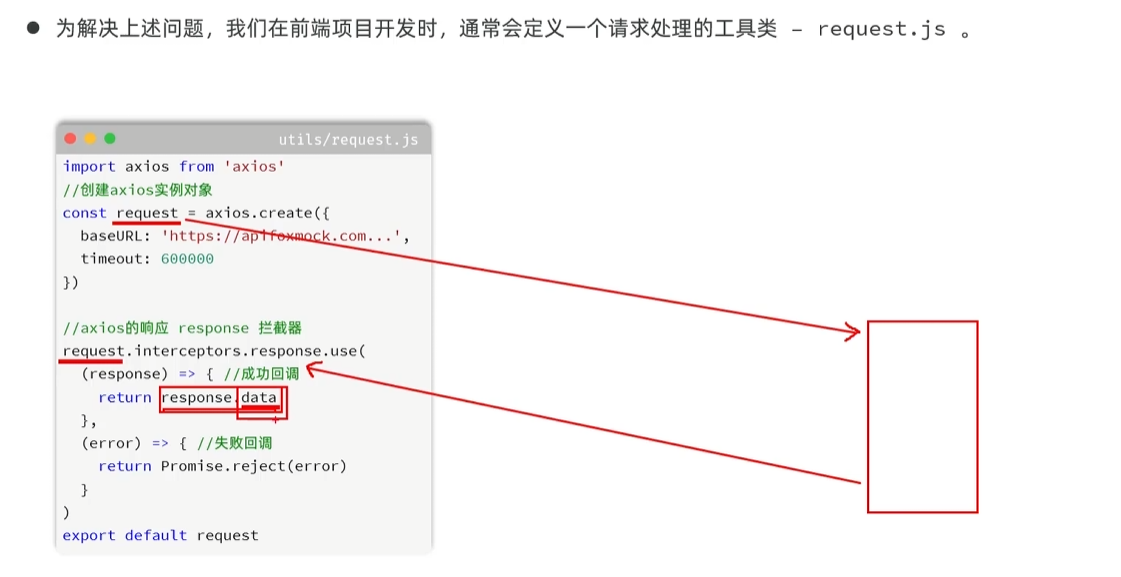 ● 为解决上述问题，我们在前端项目开发时，通常会定义一个请求处理的工具类 – request.js 。
utils/request.js
import axios from 'axios'
//创建axios实例对象
const request = axios.create({
  baseURL: 'https://apifoxmock.com...',
  timeout: 600000
})
//axios的响应 response 拦截器
request.interceptors.response.use(
  (response) => { //成功回调
    return response.data
  },
  (error) => { //失败回调
    return Promise.reject(error)
  }
)
export default request